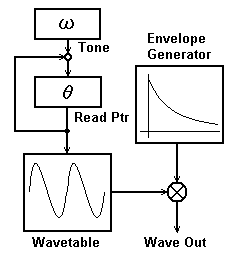 ω
Tone
θ
Read Ptr
Wavetable
Envelope
Generator
Wave Out